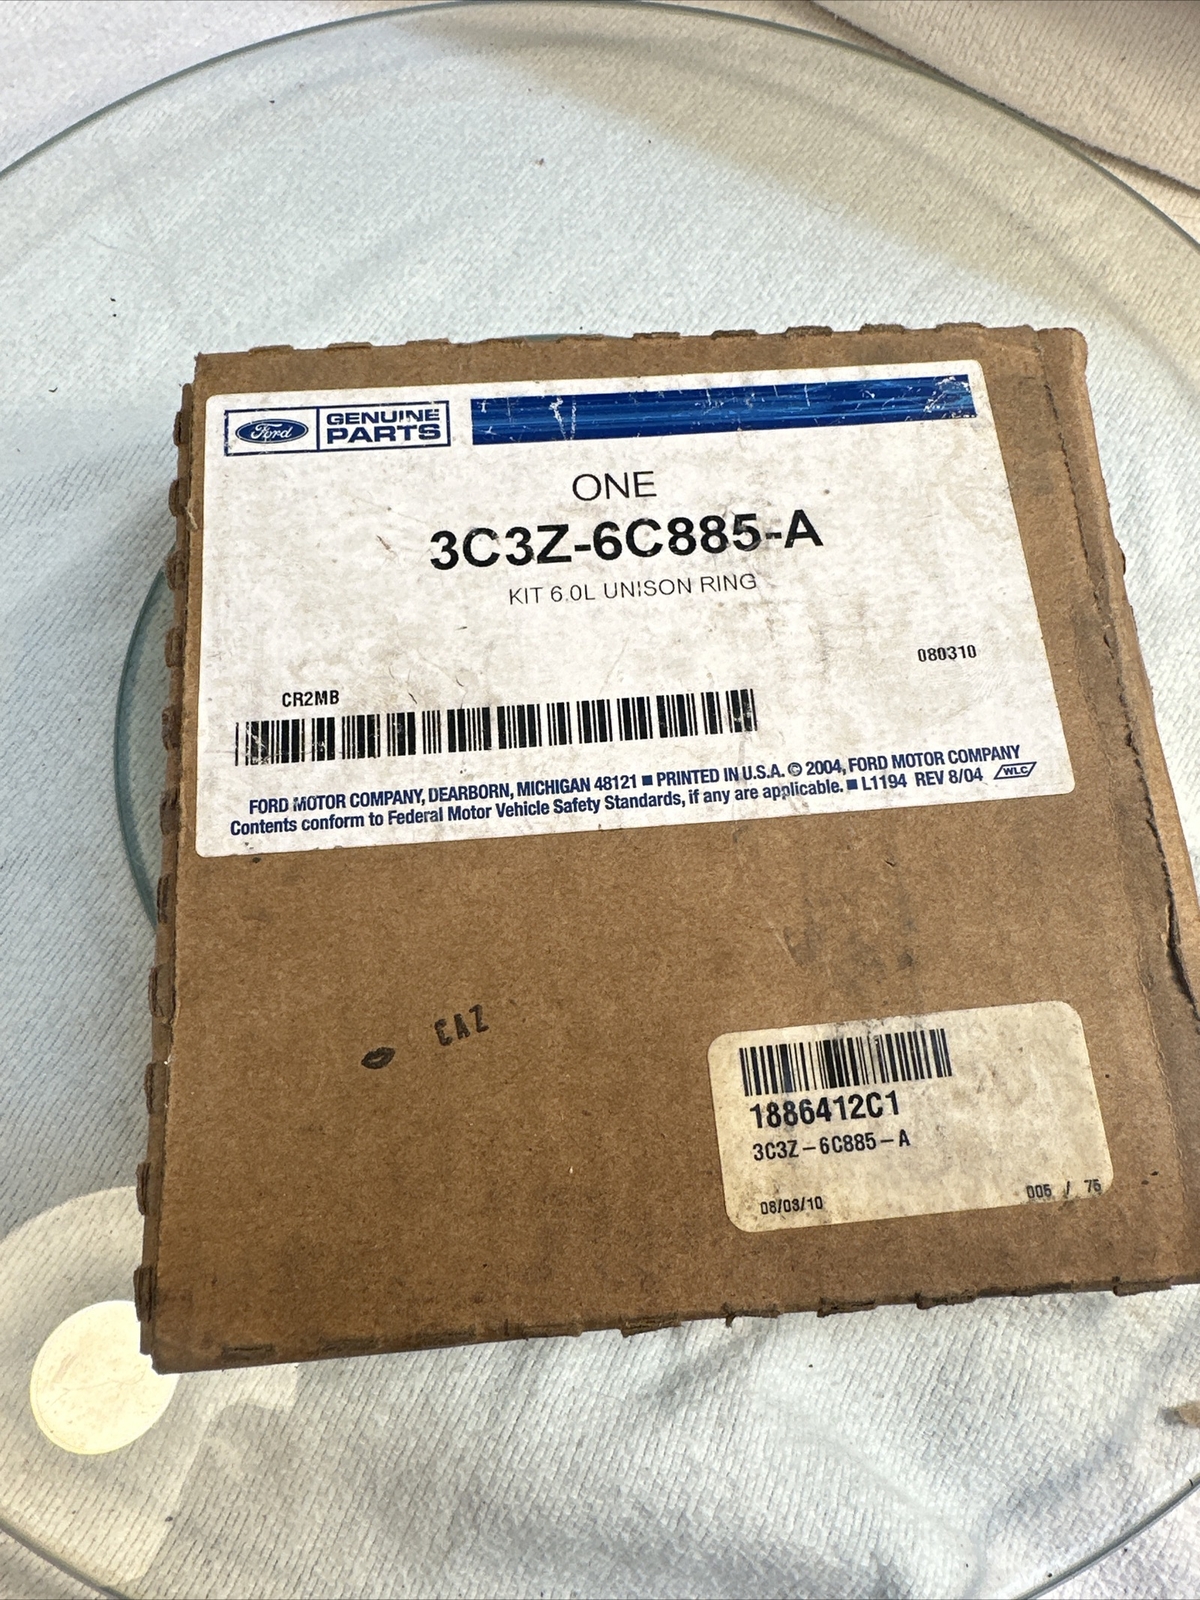 Ford GENUINE PARTS
ONE
3C3Z-6C885-A
KIT 6.0L UNISON RING
080310
CR2MB
FORD MOTOR COMPANY, DEARBORN, MICHIGAN 48121 ■ PRINTED IN U.S.A. © 2004, FORD MOTOR COMPANY
Contents conform to Federal Motor Vehicle Safety Standards, if any are applicable. ■ L1194 REV 8/04 WLC
CAZ
1886412C1
3C3Z-6C885-A
08/03/10 005 / 75